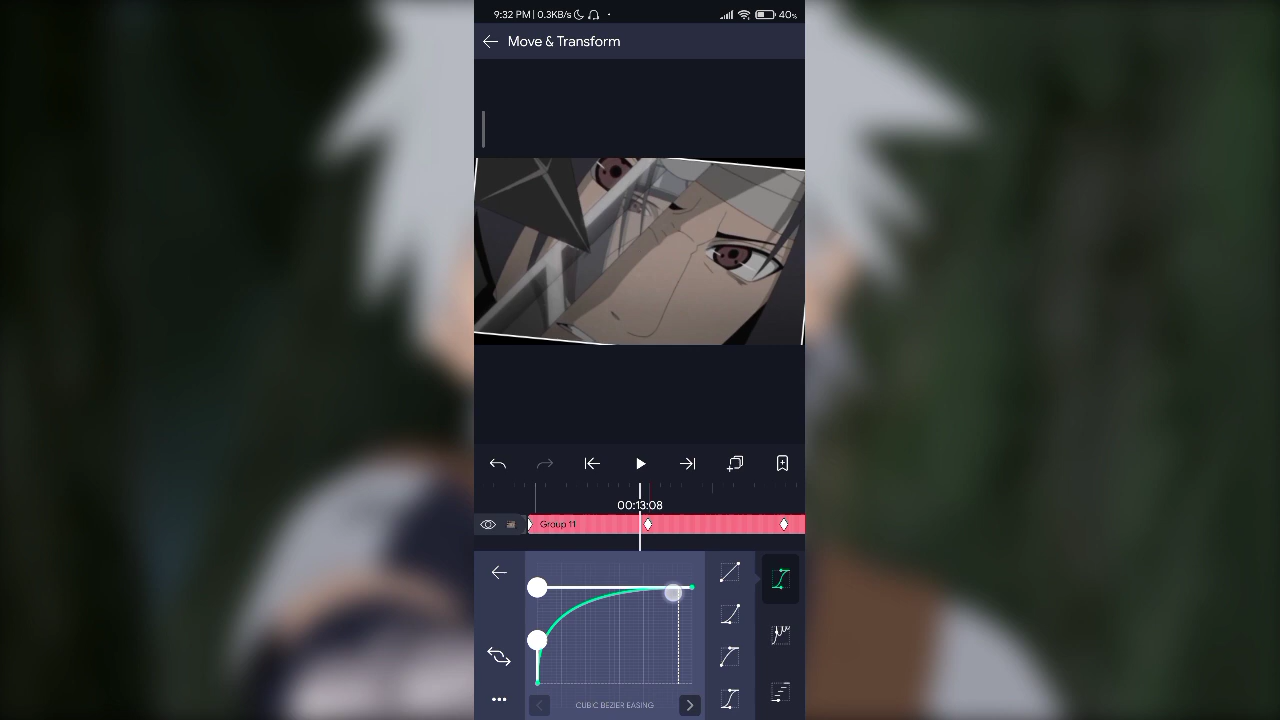 9:32 PM | 0.3KB/s
40%
Move & Transform
00:13:08
Group 11
CUBIC BEZIER EASING